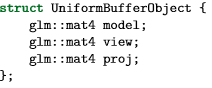 struct UniformBufferObject {
    glm::mat4 model;
    glm::mat4 view;
    glm::mat4 proj;
};